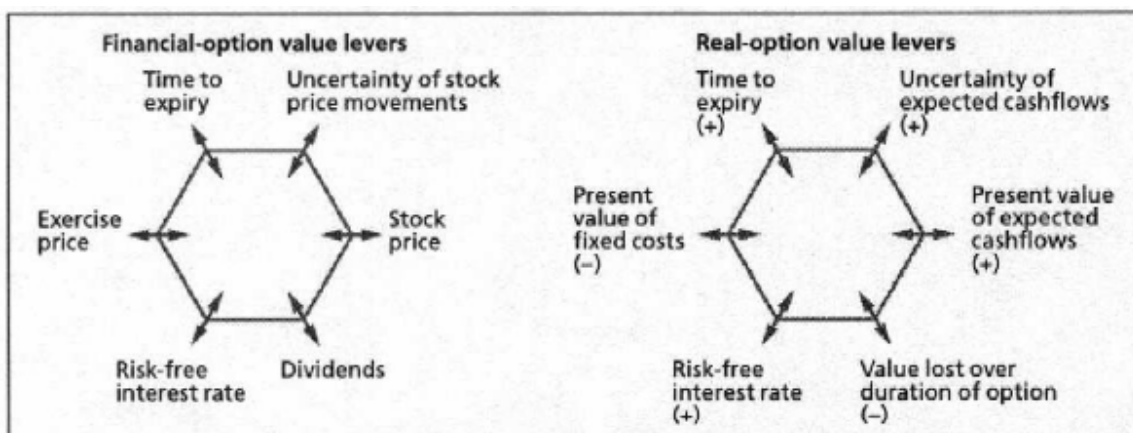 Financial-option value levers
Time to
expiry
Uncertainty of stock
price movements
Exercise
price
Stock
price
Risk-free
interest rate
Dividends
Real-option value levers
Time to
expiry
(+)
Uncertainty of
expected cashflows
(+)
Present
value of
fixed costs
(–)
Present value
of expected
cashflows
(+)
Risk-free
interest rate
(+)
Value lost over
duration of option
(–)